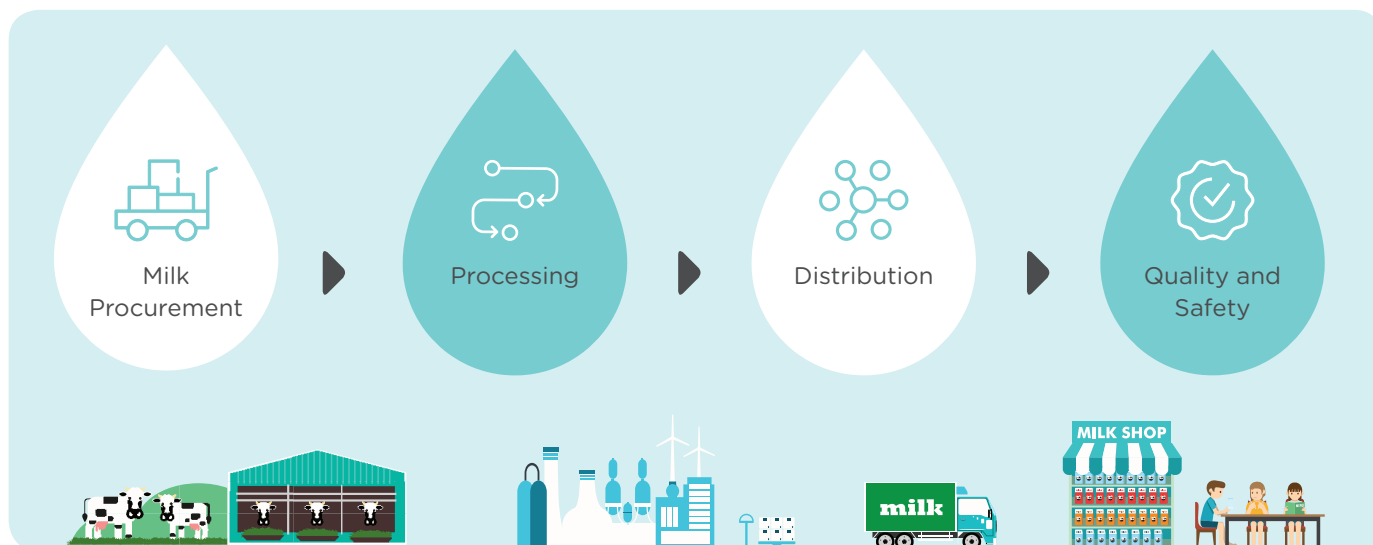 Milk
Procurement
Processing
Distribution
Quality and
Safety
MILK SHOP
milk